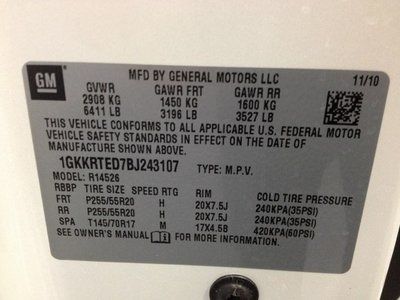 GM
MFD BY GENERAL MOTORS LLC 11/10
GVWR GAWR FRT GAWR RR
2908 KG 1450 KG 1600 KG
6411 LB 3196 LB 3527 LB
THIS VEHICLE CONFORMS TO ALL APPLICABLE U.S. FEDERAL MOTOR
VEHICLE SAFETY STANDARDS IN EFFECT ON THE DATE OF
MANUFACTURE SHOWN ABOVE.
1GKKRTED7BJ243107 TYPE: M.P.V.
MODEL: R14526
RBBP TIRE SIZE SPEED RTG RIM COLD TIRE PRESSURE
FRT P255/55R20 H 20X7.5J 240KPA(35PSI)
RR P255/55R20 H 20X7.5J 240KPA(35PSI)
SPA T145/70R17 M 17X4.5B 420KPA(60PSI)
SEE OWNER'S MANUAL FOR MORE INFORMATION.